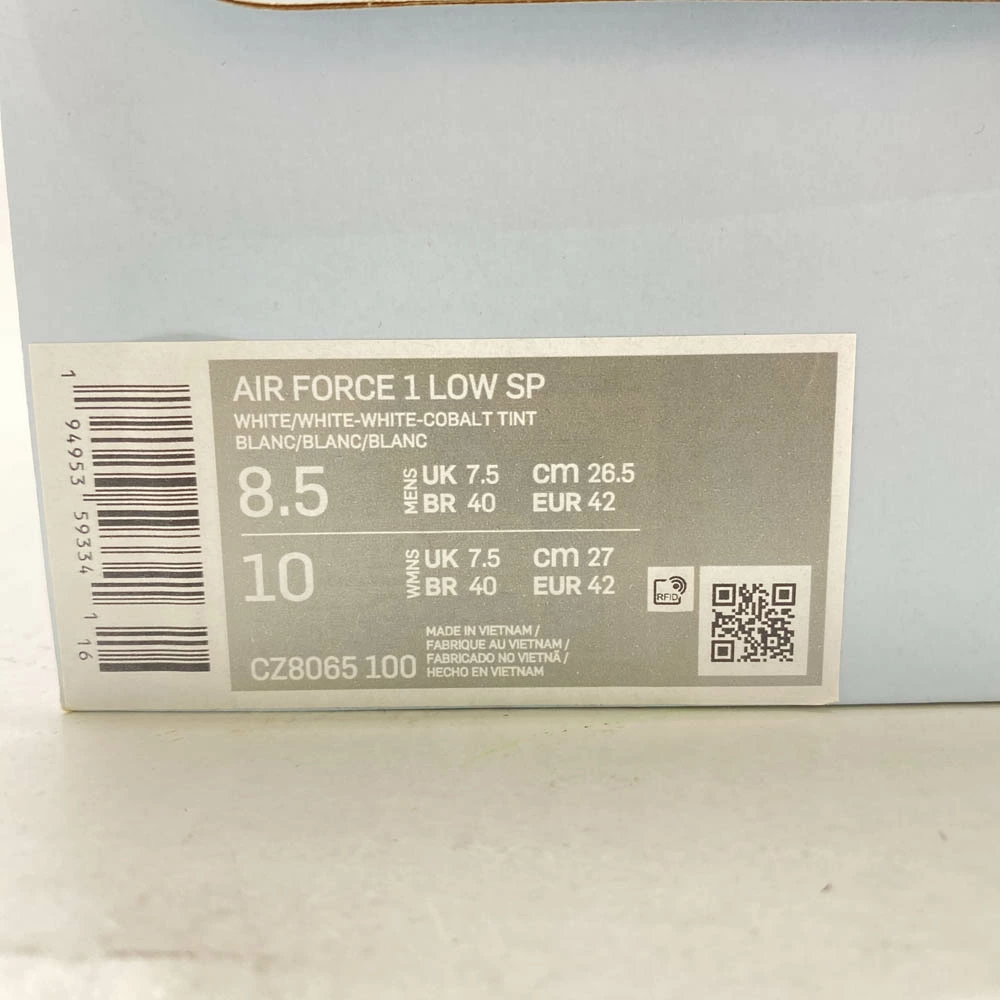 AIR FORCE 1 LOW SP
WHITE/WHITE-WHITE-COBALT TINT
BLANC/BLANC/BLANC
8.5 MENS UK 7.5 cm 26.5
BR 40 EUR 42
10 WMNS UK 7.5 cm 27
BR 40 EUR 42
RFID
MADE IN VIETNAM /
FABRIQUE AU VIETNAM /
FABRICADO NO VIETNÃ /
HECHO EN VIETNAM
CZ8065 100
1 94953 59334 1 16